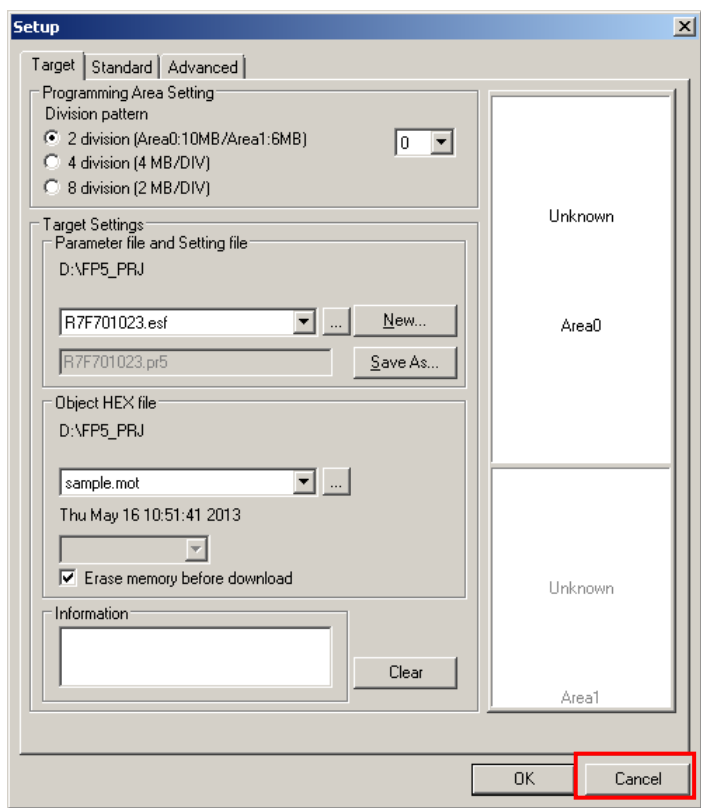 Setup
Target Standard Advanced
Programming Area Setting
Division pattern
2 division (Area0:10MB/Area1:6MB) 0
4 division (4 MB/DIV)
8 division (2 MB/DIV)
Target Settings
Parameter file and Setting file
D:\FP5_PRJ
R7F701023.esf ... New...
R7F701023.pr5 Save As...
Object HEX file
D:\FP5_PRJ
sample.mot ...
Thu May 16 10:51:41 2013
Erase memory before download
Information
Clear
Unknown
Area0
Unknown
Area1
OK Cancel